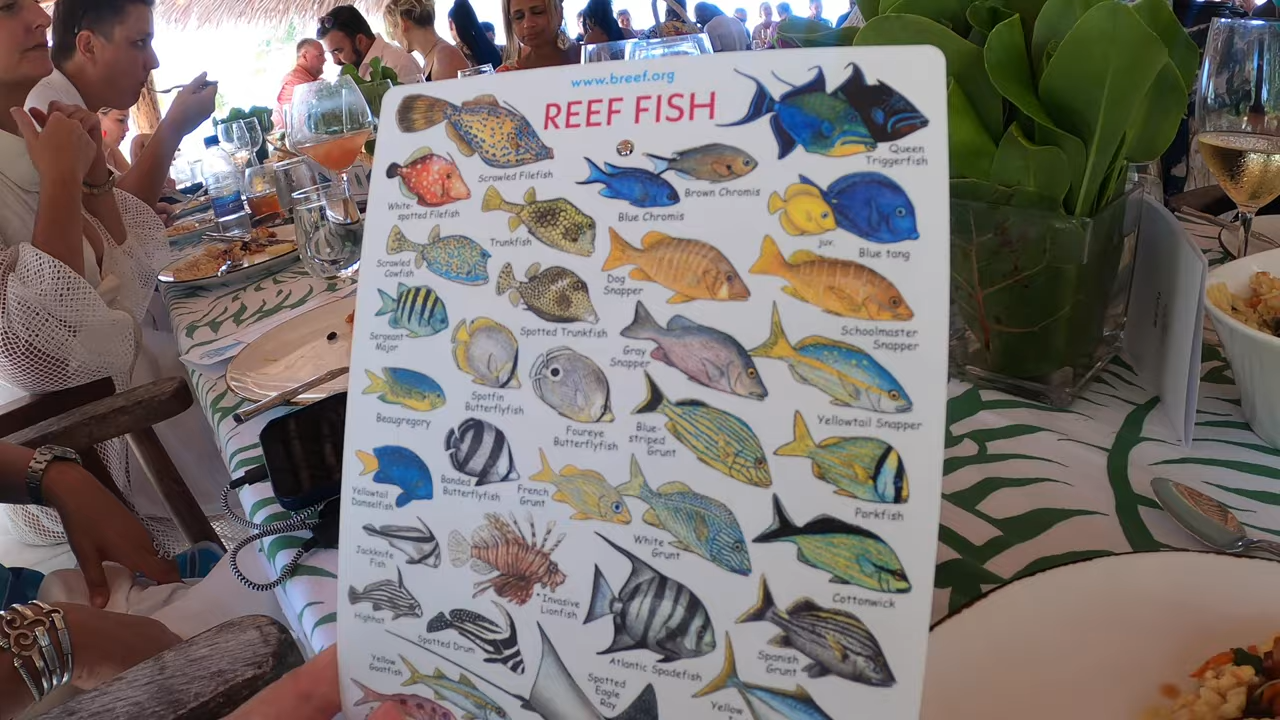 www.breef.org
REEF FISH
Scrawled Filefish
Queen
Triggerfish
White-
spotted Filefish
Blue Chromis
Brown Chromis
Trunkfish
juv.
Blue tang
Scrawled
Cowfish
Dog
Snapper
Schoolmaster
Snapper
Sergeant
Major
Spotted Trunkfish
Gray
Snapper
Spotfin
Butterflyfish
Yellowtail Snapper
Beaugregory
Foureye
Butterflyfish
Blue-
striped
Grunt
Yellowtail
Damselfish
Banded
Butterflyfish
French
Grunt
Porkfish
White
Grunt
Jackknife
Fish
*Invasive
Lionfish
Cottonwick
Highhat
Spotted Drum
Atlantic Spadefish
Spanish
Grunt
Yellow
Goatfish
Spotted
Eagle
Ray
Yellow